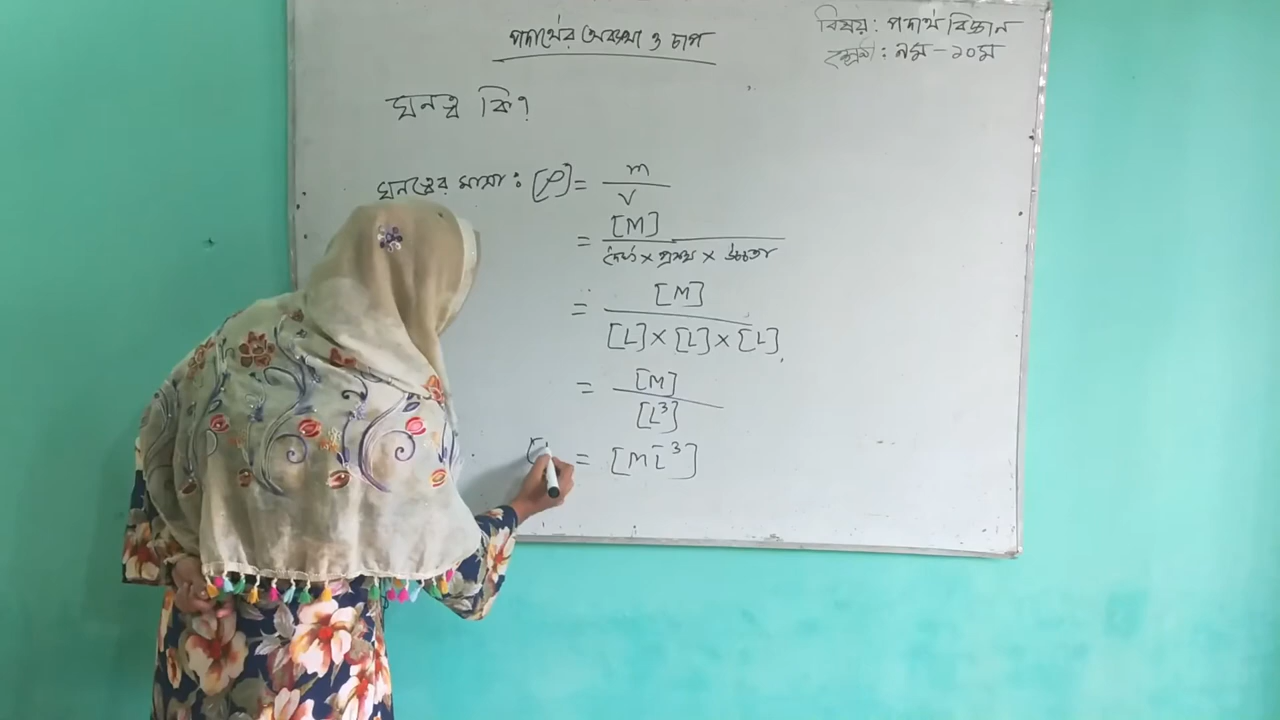 পদার্থের অবস্থা ও চাপ
বিষয়: পদার্থ বিজ্ঞান
শ্রেণী: ৯ম - ১০ম
ঘনত্ব কি?
ঘনত্বের মাত্রা: [ρ] = m / V
= [M] / দৈর্ঘ্য × প্রস্থ × উচ্চতা
= [M] / [L] × [L] × [L]
= [M] / [L³]
[ = [ML⁻³]